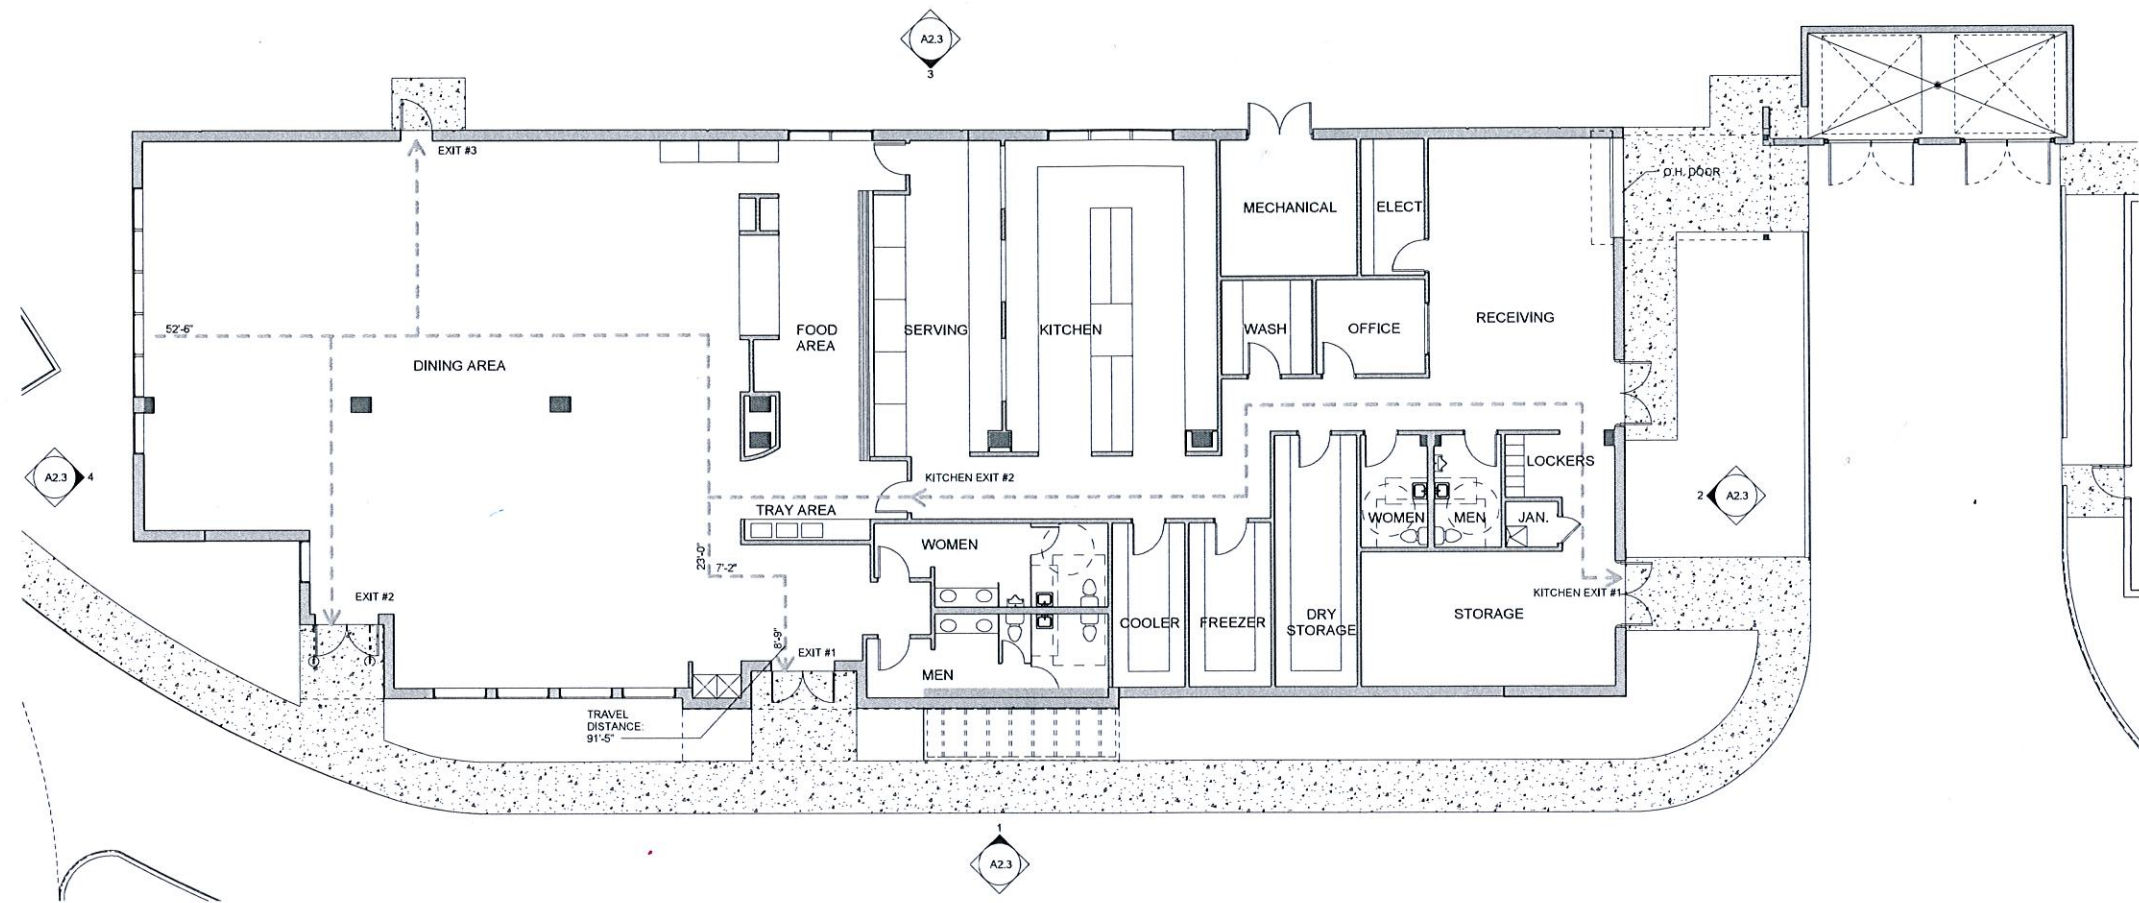 A2.3
3
EXIT #3
O.H. DOOR
MECHANICAL
ELECT
52'-6"
FOOD
AREA
SERVING
KITCHEN
WASH
OFFICE
RECEIVING
DINING AREA
A2.3
4
KITCHEN EXIT #2
LOCKERS
2
A2.3
TRAY AREA
WOMEN
MEN
JAN.
WOMEN
23'-0"
7'-2"
EXIT #2
KITCHEN EXIT #1
COOLER
FREEZER
DRY
STORAGE
STORAGE
8'-9"
EXIT #1
MEN
TRAVEL
DISTANCE:
91'-5"
1
A2.3